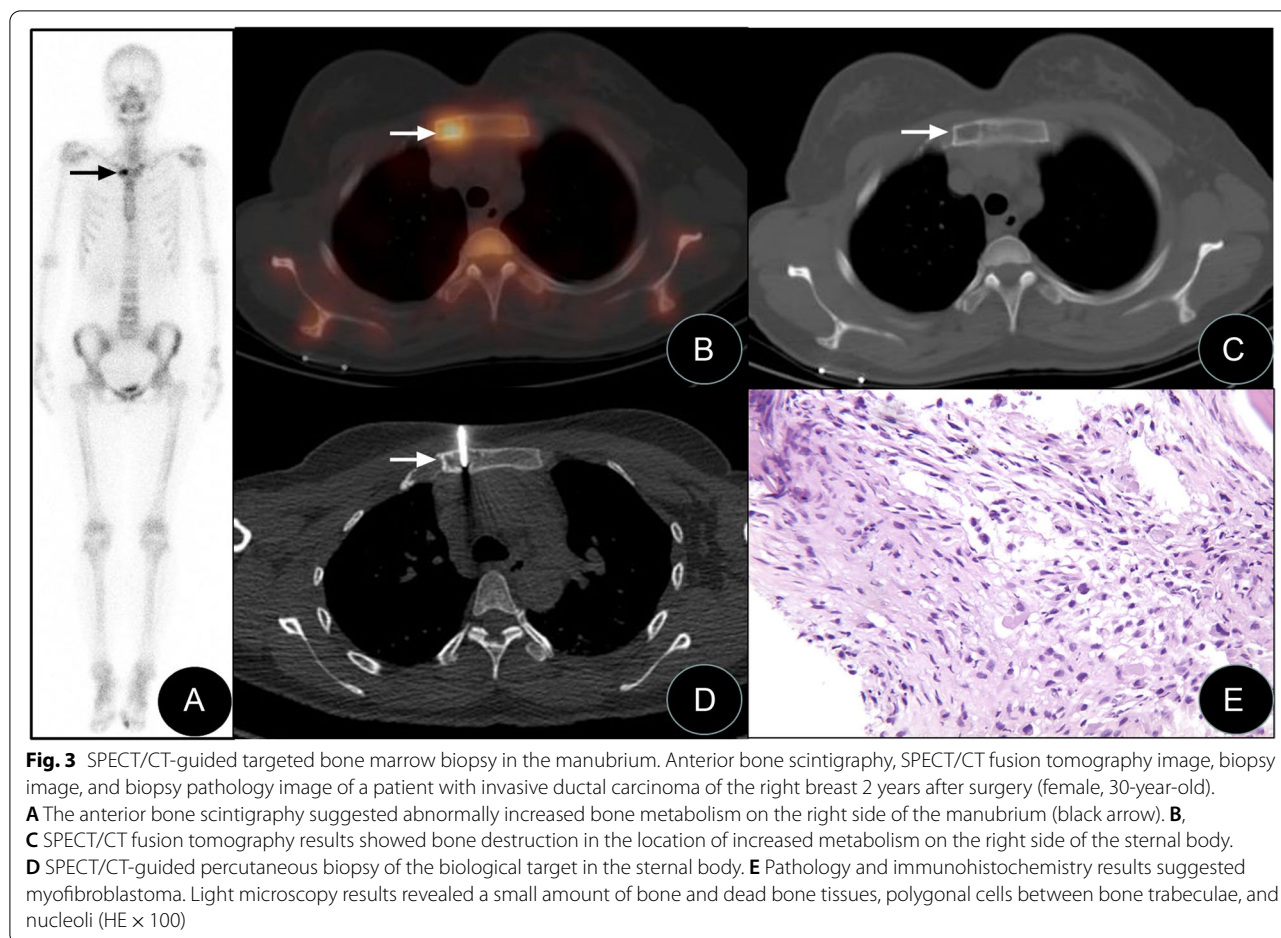 A
B
C
D
E
Fig. 3 SPECT/CT-guided targeted bone marrow biopsy in the manubrium. Anterior bone scintigraphy, SPECT/CT fusion tomography image, biopsy
image, and biopsy pathology image of a patient with invasive ductal carcinoma of the right breast 2 years after surgery (female, 30-year-old).
A The anterior bone scintigraphy suggested abnormally increased bone metabolism on the right side of the manubrium (black arrow). B,
C SPECT/CT fusion tomography results showed bone destruction in the location of increased metabolism on the right side of the sternal body.
D SPECT/CT-guided percutaneous biopsy of the biological target in the sternal body. E Pathology and immunohistochemistry results suggested
myofibroblastoma. Light microscopy results revealed a small amount of bone and dead bone tissues, polygonal cells between bone trabeculae, and
nucleoli (HE × 100)